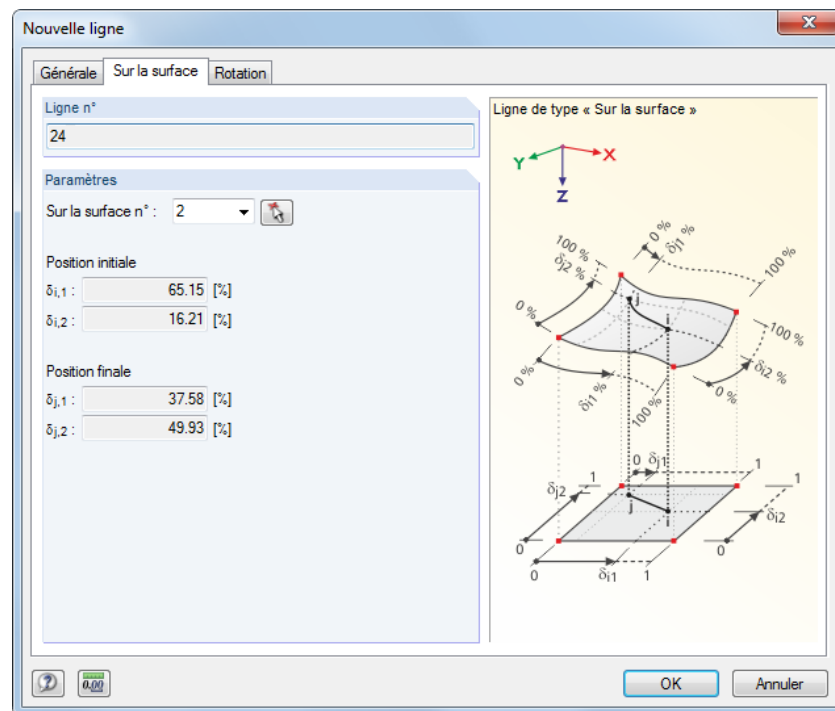 Nouvelle ligne
Générale
Sur la surface
Rotation
Ligne n°
24
Paramètres
Sur la surface n° : 2
Position initiale
δi,1 : 65.15 [%]
δi,2 : 16.21 [%]
Position finale
δj,1 : 37.58 [%]
δj,2 : 49.93 [%]
Ligne de type « Sur la surface »
Y
X
Z
0 %
δj1 %
100 %
100 %
δj2 %
0 %
j
i
100 %
δi2 %
0 %
0 %
δi1 %
100 %
0 δj1 1
δj2 1
1
j
i
δi2
0
0
0 δi1 1
0.00
OK
Annuler